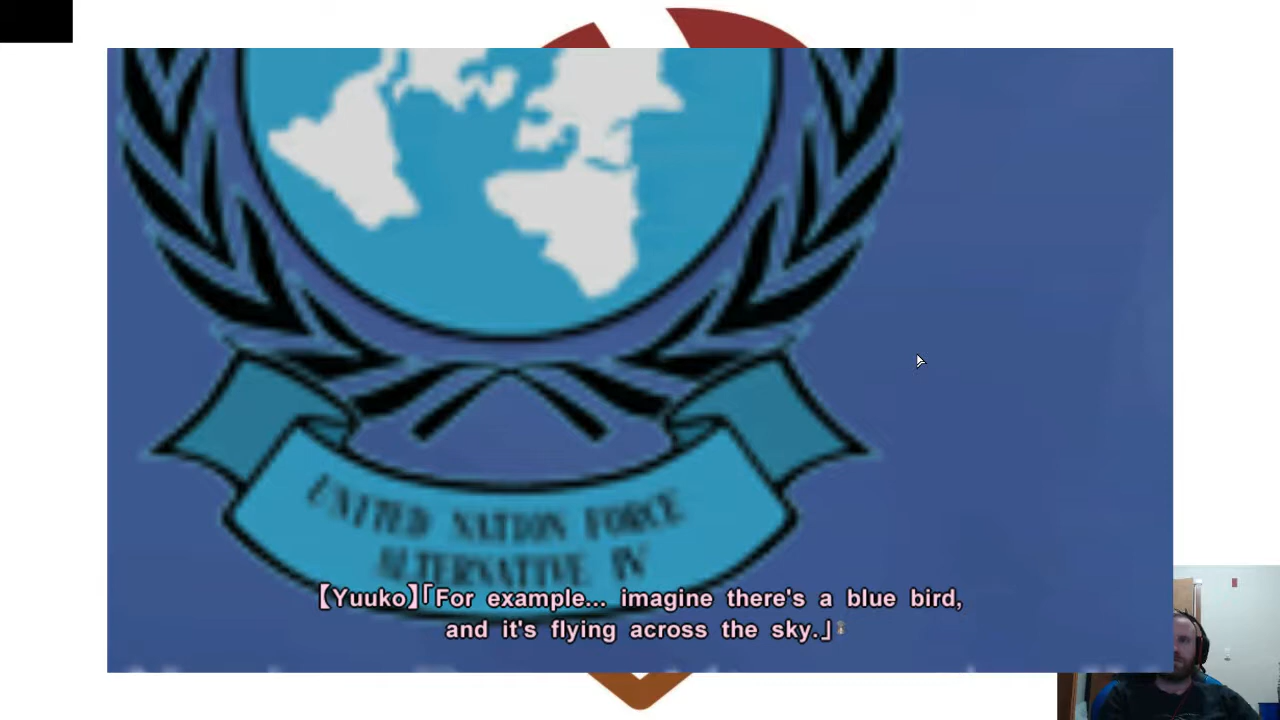 UNITED NATION FORCE
ALTERNATIVE IV
【Yuuko】「For example... imagine there's a blue bird,
and it's flying across the sky.」